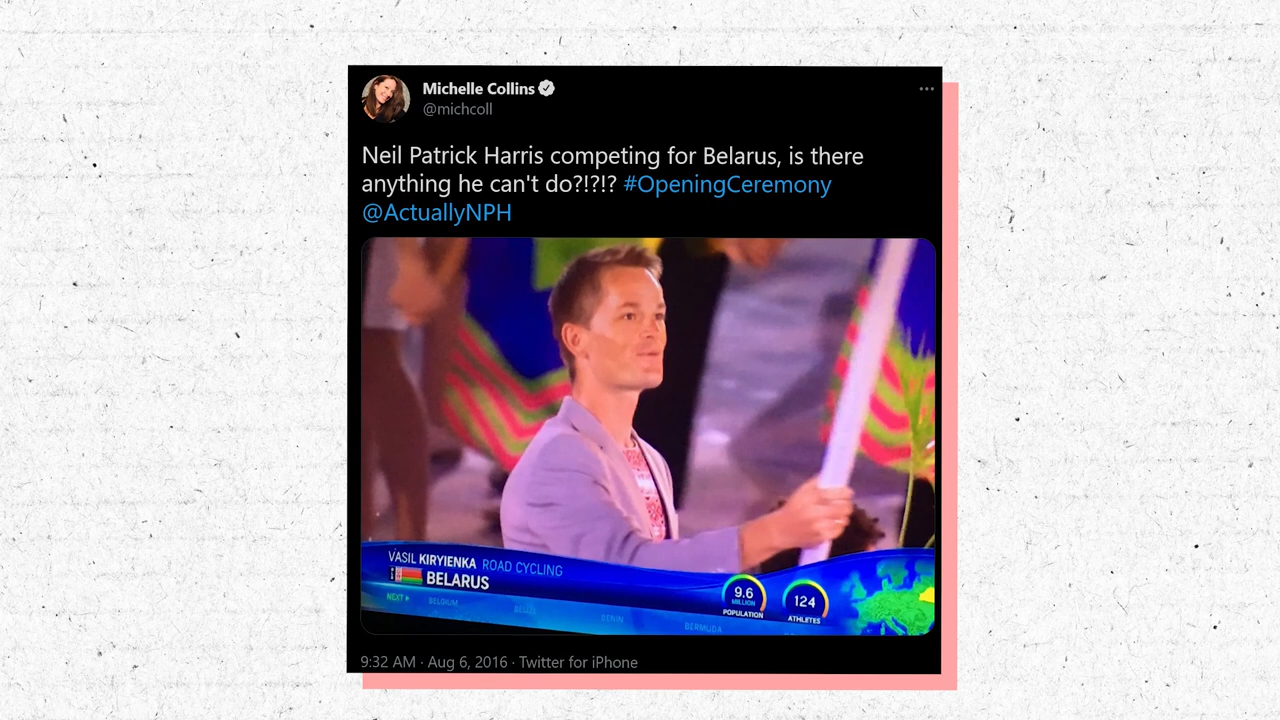 Michelle Collins
@michcoll
Neil Patrick Harris competing for Belarus, is there
anything he can't do?!?!? #OpeningCeremony
@ActuallyNPH
VASIL KIRYIENKA ROAD CYCLING
BELARUS
NEXT
BELGIUM
BELIZE
BENIN
BERMUDA
9.6
MILLION
POPULATION
124
ATHLETES
9:32 AM · Aug 6, 2016 · Twitter for iPhone